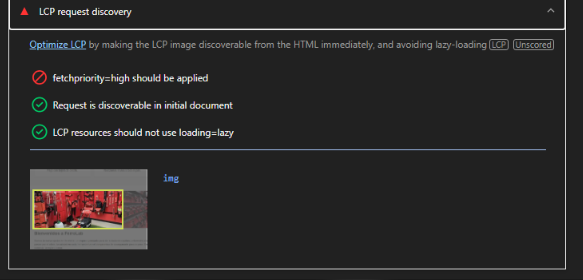 LCP request discovery
Optimize LCP by making the LCP image discoverable from the HTML immediately, and avoiding lazy-loading LCP Unscored
fetchpriority=high should be applied
Request is discoverable in initial document
LCP resources should not use loading=lazy
img